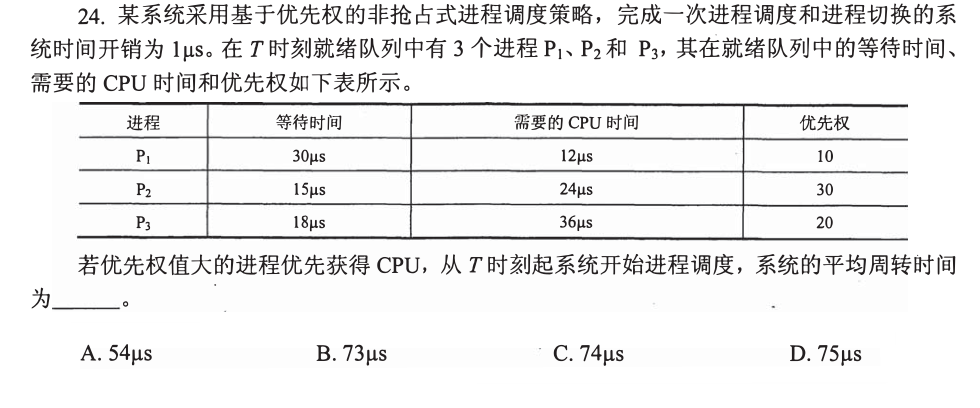 24. 某系统采用基于优先权的非抢占式进程调度策略，完成一次进程调度和进程切换的系
统时间开销为 1μs。在 T 时刻就绪队列中有 3 个进程 P₁、P₂ 和 P₃，其在就绪队列中的等待时间、
需要的 CPU 时间和优先权如下表所示。
进程 等待时间 需要的 CPU 时间 优先权
P₁ 30μs 12μs 10
P₂ 15μs 24μs 30
P₃ 18μs 36μs 20
若优先权值大的进程优先获得 CPU，从 T 时刻起系统开始进程调度，系统的平均周转时间
为______。
A. 54μs B. 73μs C. 74μs D. 75μs